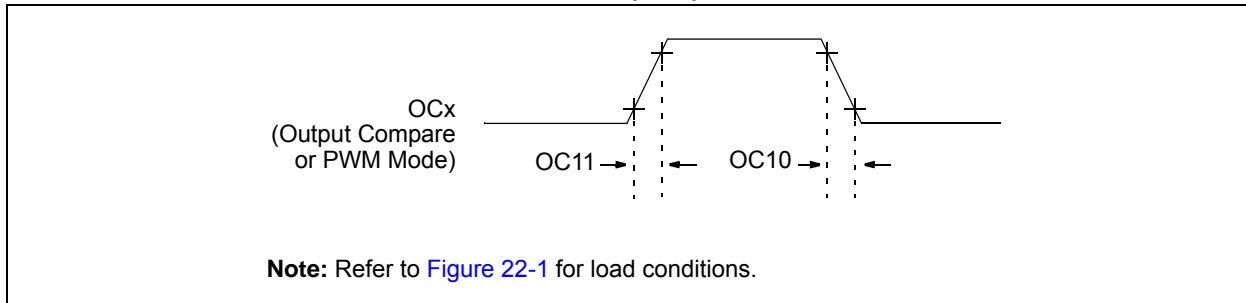 OCx
(Output Compare
or PWM Mode)
OC11
OC10
Note: Refer to Figure 22-1 for load conditions.